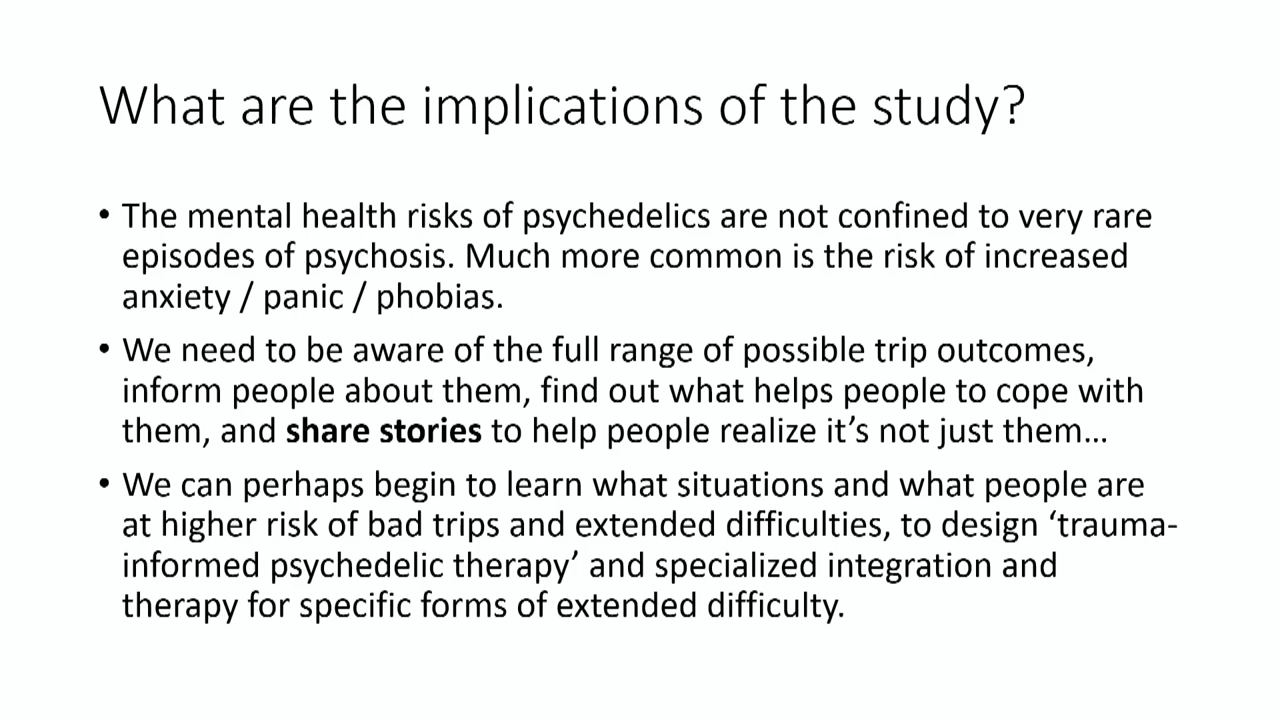 What are the implications of the study?
• The mental health risks of psychedelics are not confined to very rare
episodes of psychosis. Much more common is the risk of increased
anxiety / panic / phobias.
• We need to be aware of the full range of possible trip outcomes,
inform people about them, find out what helps people to cope with
them, and share stories to help people realize it’s not just them…
• We can perhaps begin to learn what situations and what people are
at higher risk of bad trips and extended difficulties, to design ‘trauma-
informed psychedelic therapy’ and specialized integration and
therapy for specific forms of extended difficulty.